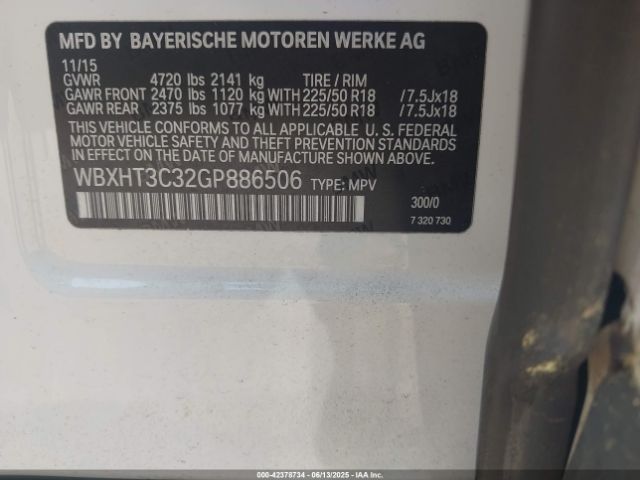 MFD BY BAYERISCHE MOTOREN WERKE AG
11/15
GVWR 4720 lbs 2141 kg TIRE / RIM
GAWR FRONT 2470 lbs 1120 kg WITH 225/50 R18 /7.5Jx18
GAWR REAR 2375 lbs 1077 kg WITH 225/50 R18 /7.5Jx18
THIS VEHICLE CONFORMS TO ALL APPLICABLE U. S. FEDERAL
MOTOR VEHICLE SAFETY AND THEFT PREVENTION STANDARDS
IN EFFECT ON THE DATE OF MANUFACTURE SHOWN ABOVE.
WBXHT3C32GP886506 TYPE: MPV
300/0
7 320 730
000-42378734 - 06/13/2025 - IAA, Inc.